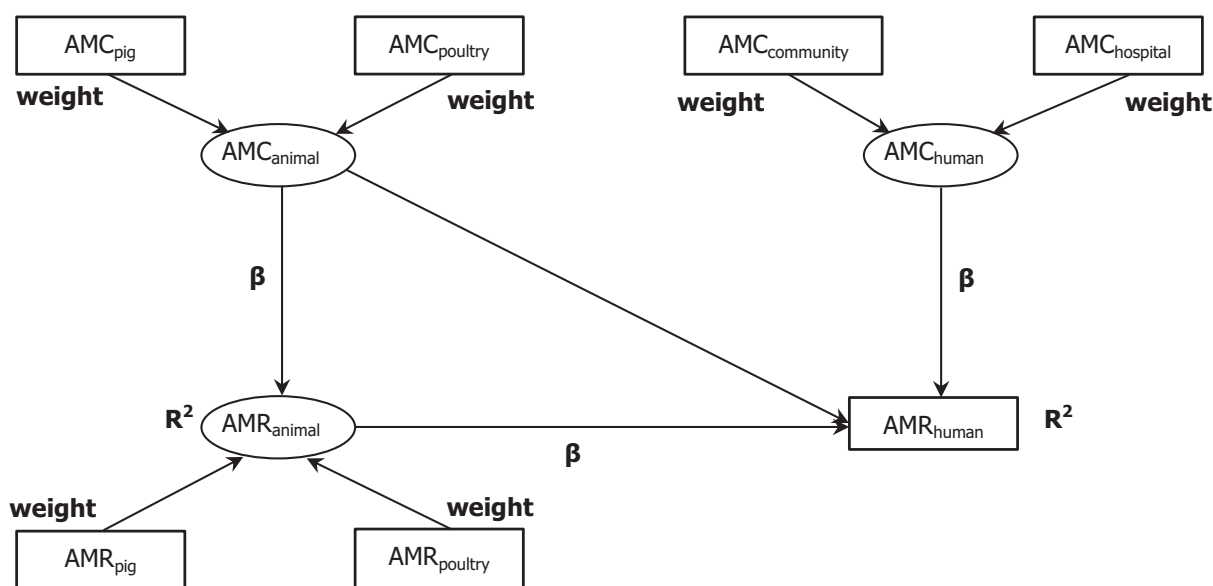 AMCpig
AMCpoultry
AMCcommunity
AMChospital
weight
weight
weight
weight
AMCanimal
AMChuman
β
β
R²
AMRanimal
AMRhuman
R²
β
weight
weight
AMRpig
AMRpoultry